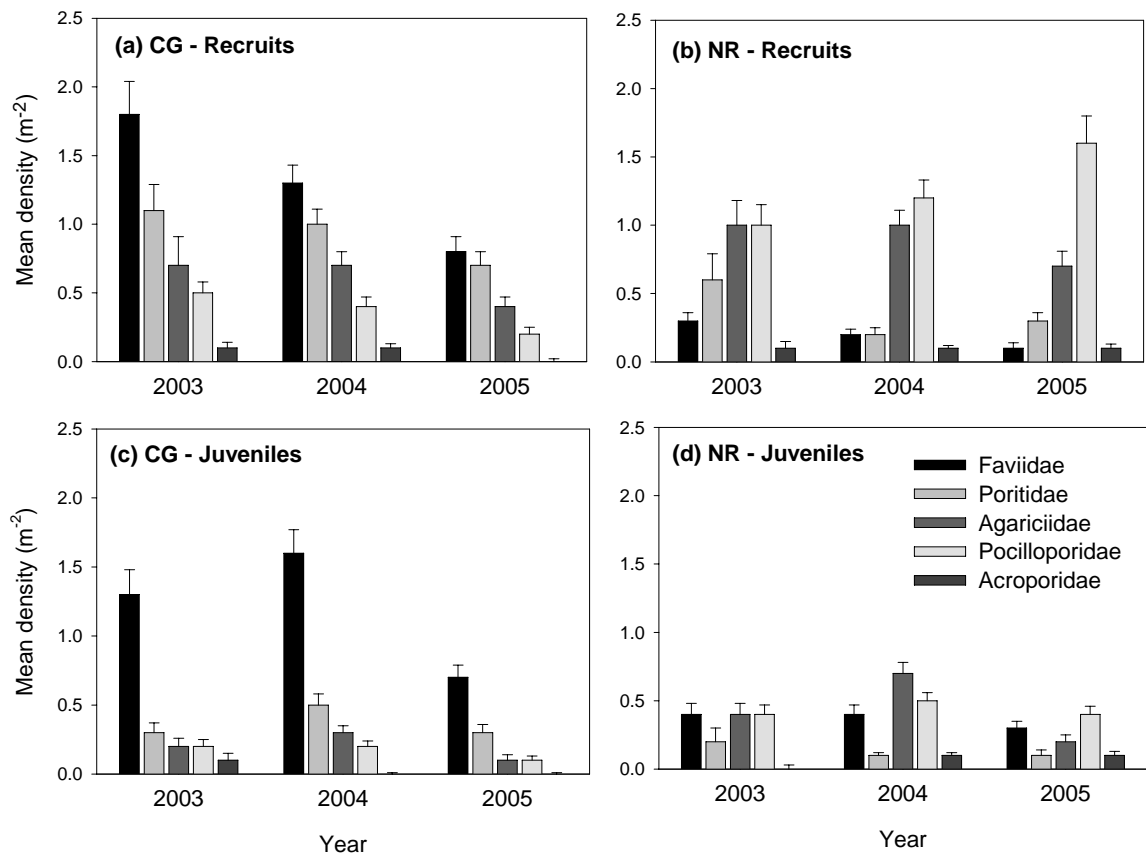 (a) CG - Recruits
Mean density (m-2)
2.5
2.0
1.5
1.0
0.5
0.0
2003 2004 2005
(b) NR - Recruits
2.5
2.0
1.5
1.0
0.5
0.0
2003 2004 2005
(c) CG - Juveniles
Mean density (m-2)
2.5
2.0
1.5
1.0
0.5
0.0
2003 2004 2005
Year
(d) NR - Juveniles
2.5
2.0
1.5
1.0
0.5
0.0
Faviidae
Poritidae
Agariciidae
Pocilloporidae
Acroporidae
2003 2004 2005
Year